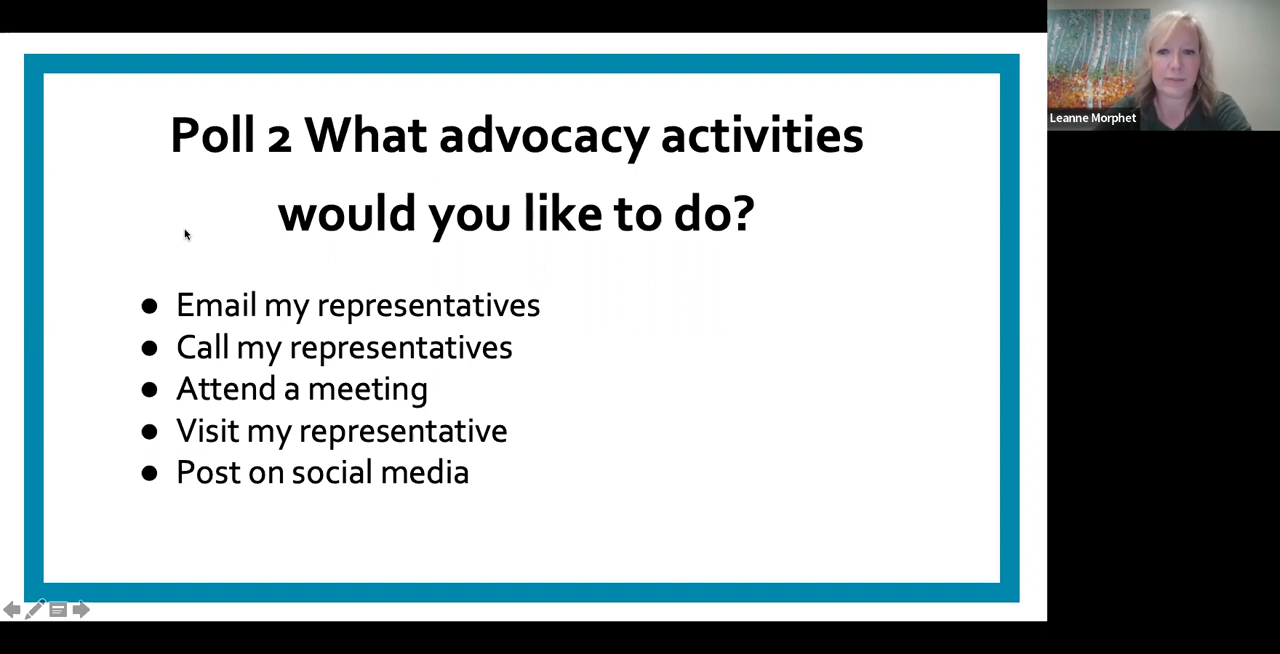 Poll 2 What advocacy activities
would you like to do?
● Email my representatives
● Call my representatives
● Attend a meeting
● Visit my representative
● Post on social media
Leanne Morphet